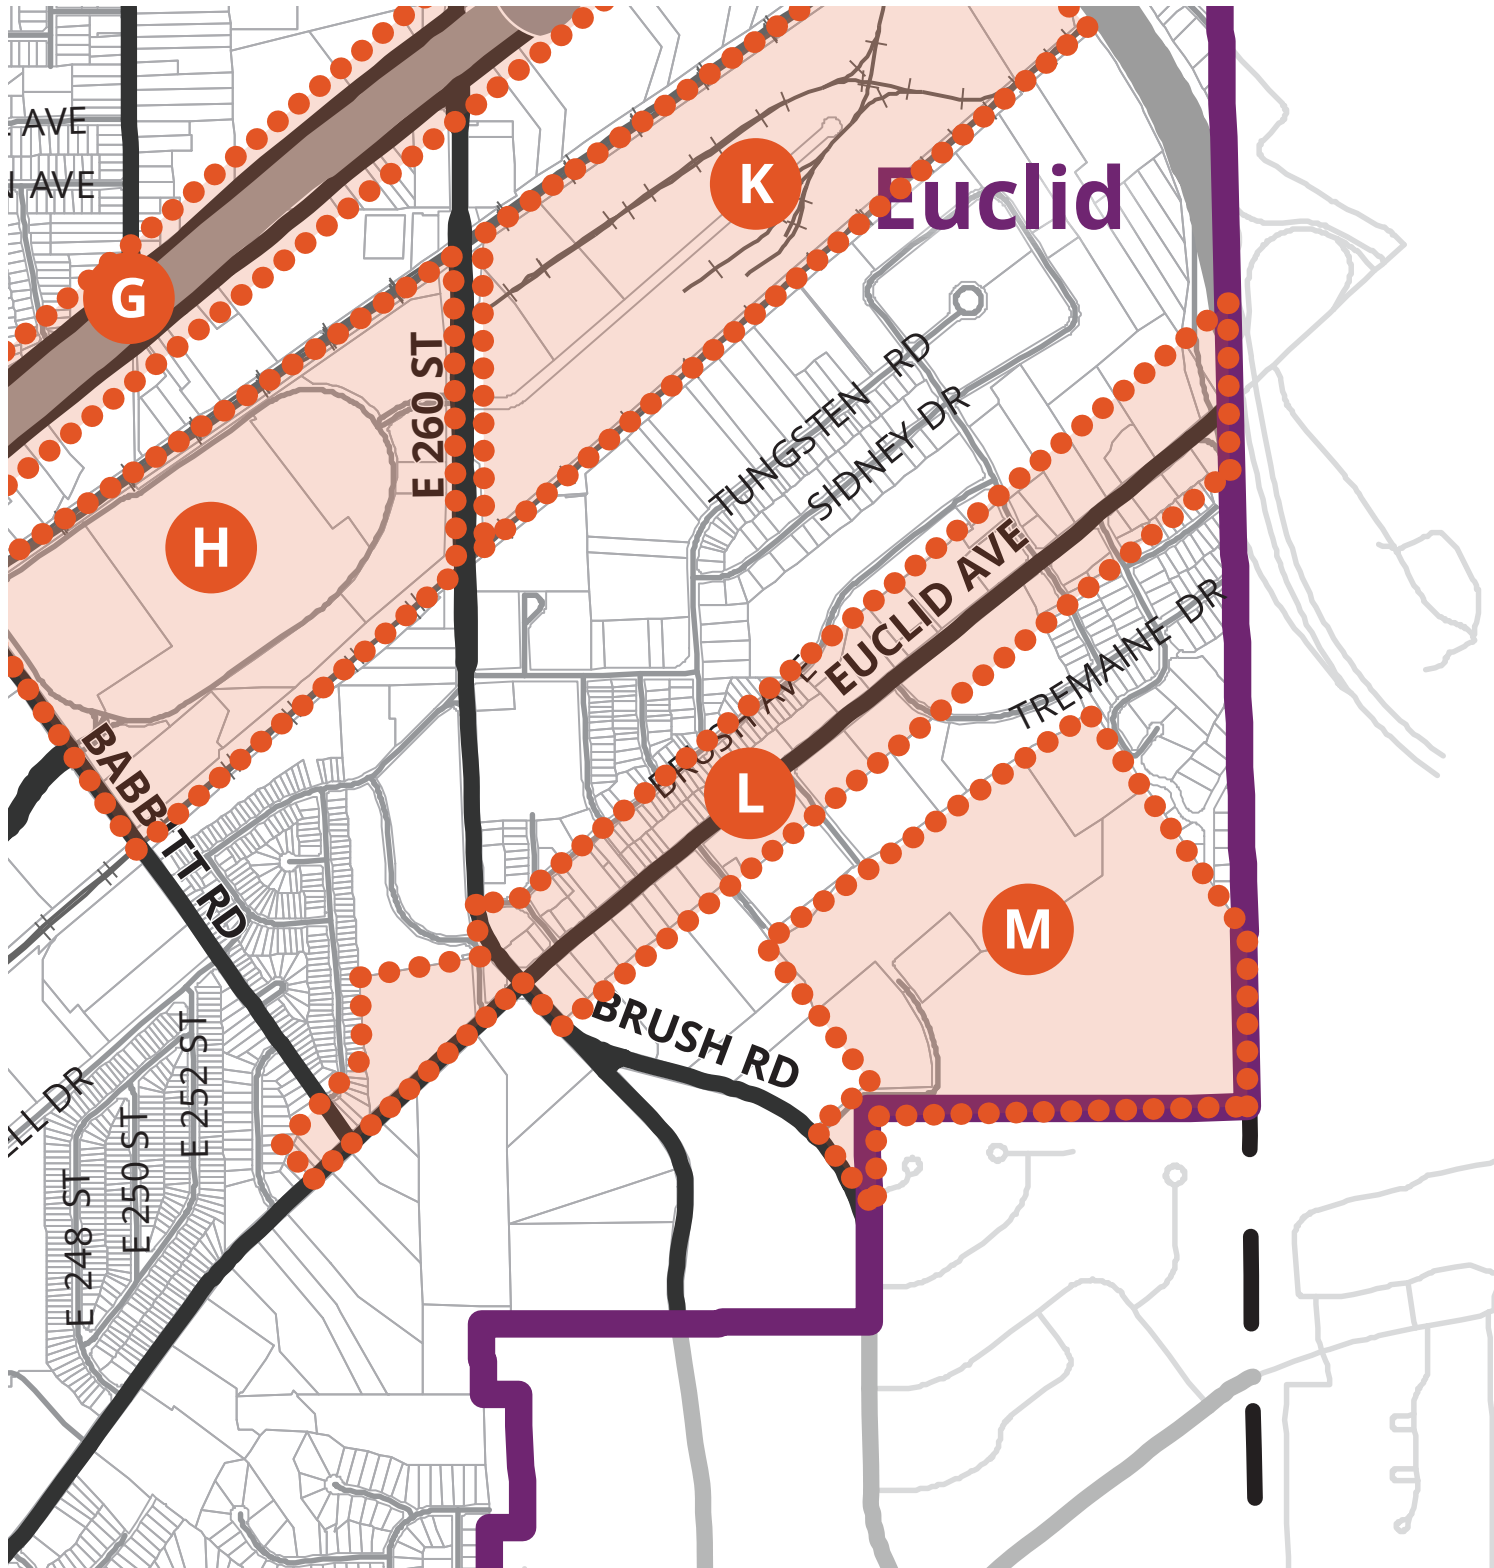 AVE
AVE
K
Euclid
G
E 260 ST
TUNGSTEN RD
SIDNEY DR
H
EUCLID AVE
TREMAINE DR
BRUSH AVE
BABBITT RD
L
M
BRUSH RD
E 252 ST
E 250 ST
E 248 ST